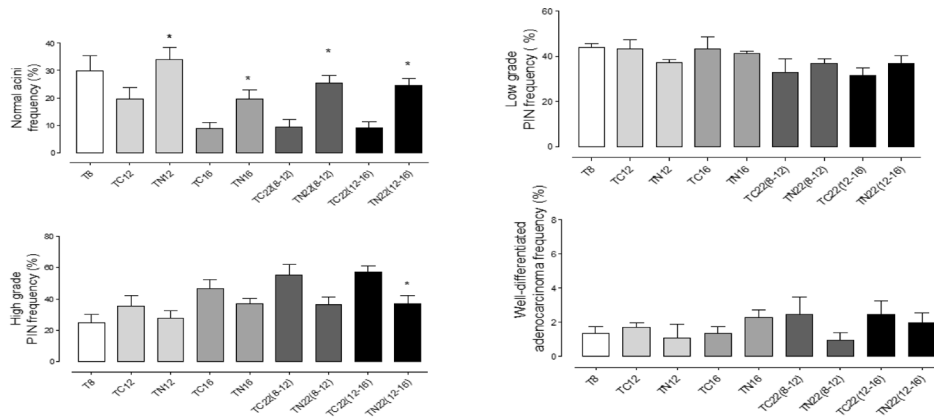 Normal acini
frequency (%)
40
30
20
10
0
*
*
*
*
T8
TC12
TN12
TC16
TN16
TC22(8-12)
TN22(8-12)
TC22(12-16)
TN22(12-16)
Low grade
PIN frequency ( %)
60
40
20
0
T8
TC12
TN12
TC16
TN16
TC22(8-12)
TN22(8-12)
TC22(12-16)
TN22(12-16)
High grade
PIN frequency (%)
80
60
40
20
0
*
T8
TC12
TN12
TC16
TN16
TC22(8-12)
TN22(8-12)
TC22(12-16)
TN22(12-16)
Well-differentiated
adenocarcinoma frequency (%)
8
6
4
2
0
T8
TC12
TN12
TC16
TN16
TC22(8-12)
TN22(8-12)
TC22(12-16)
TN22(12-16)